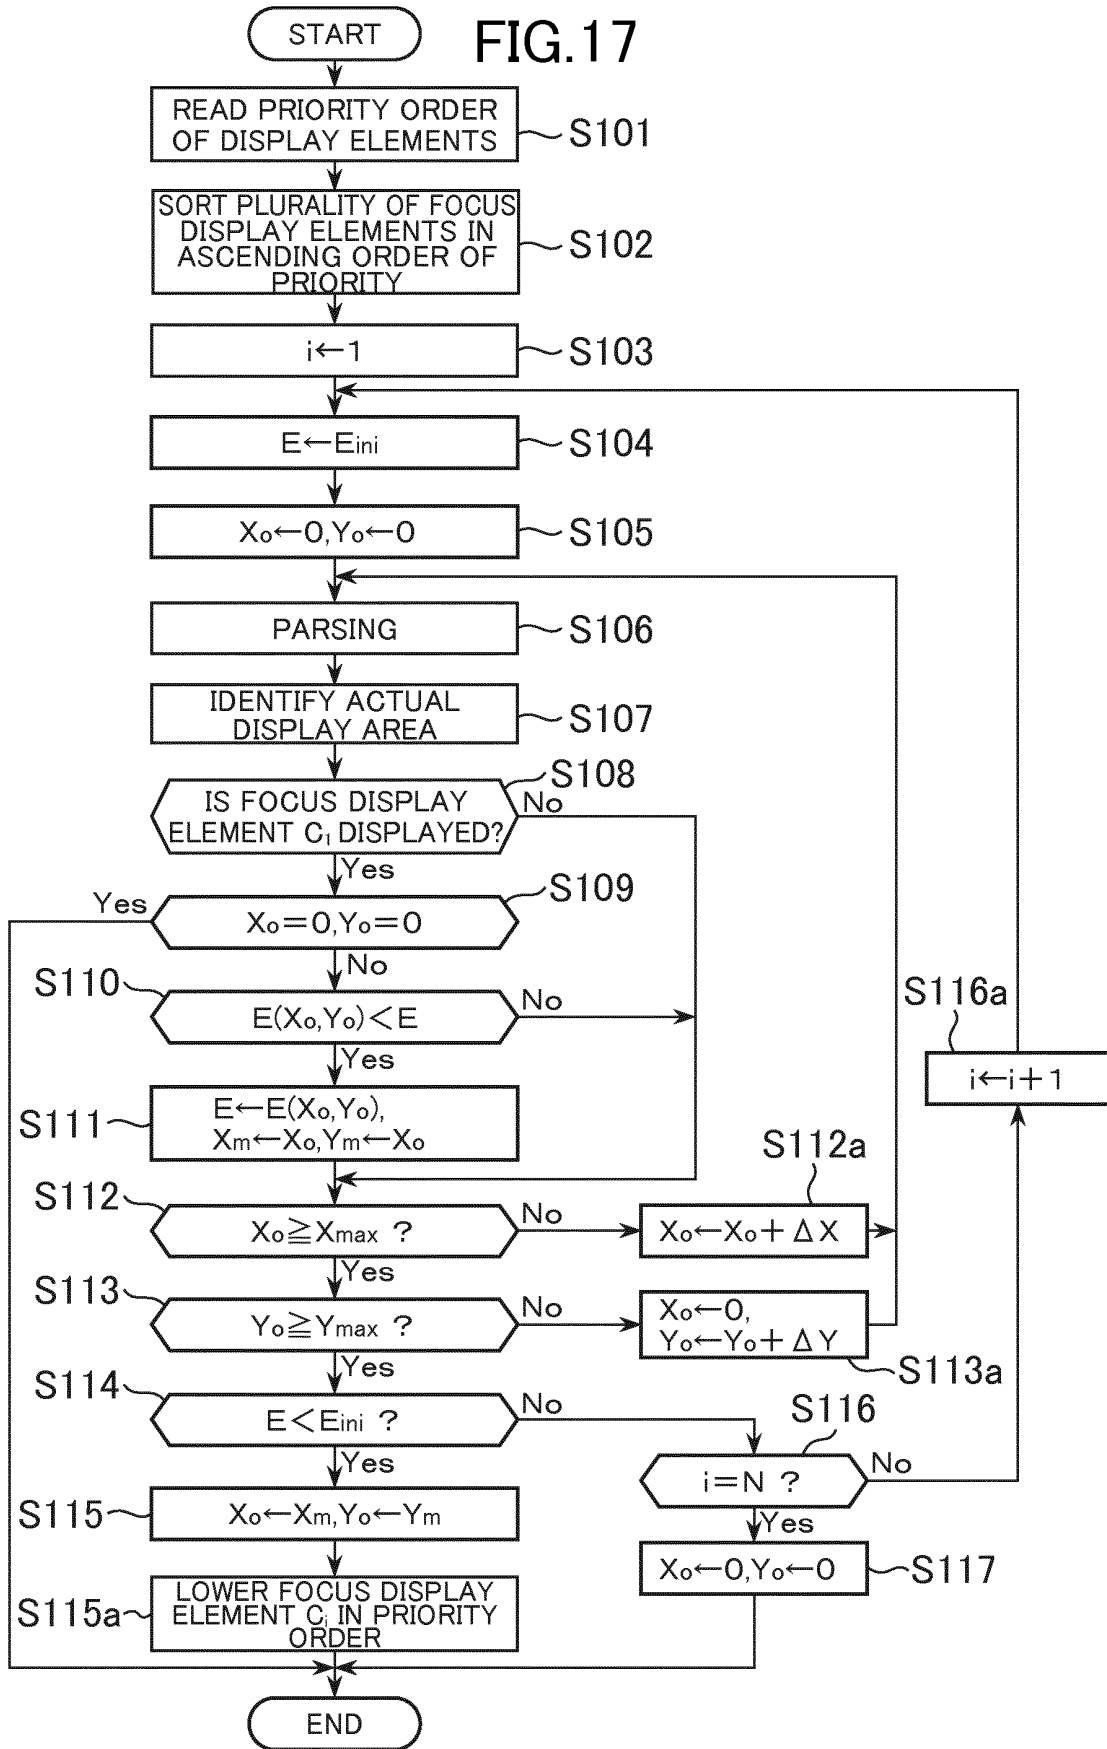 START
FIG.17
READ PRIORITY ORDER
OF DISPLAY ELEMENTS
S101
SORT PLURALITY OF FOCUS
DISPLAY ELEMENTS IN
ASCENDING ORDER OF
PRIORITY
S102
i←1
S103
E←Eini
S104
Xo←0,Yo←0
S105
PARSING
S106
IDENTIFY ACTUAL
DISPLAY AREA
S107
S108
IS FOCUS DISPLAY
ELEMENT Ci DISPLAYED?
No
Yes
S109
Yes
Xo=0,Yo=0
No
S110
E(Xo,Yo)<E
No
Yes
S116a
i←i+1
S111
E←E(Xo,Yo),
Xm←Xo,Ym←Xo
S112
Xo≧Xmax ?
No
S112a
Xo←Xo+ΔX
Yes
S113
Yo≧Ymax ?
No
Xo←0,
Yo←Yo+ΔY
S113a
Yes
S114
E<Eini ?
No
S116
i=N ?
No
Yes
Yes
S115
Xo←Xm,Yo←Ym
Xo←0,Yo←0
S117
S115a
LOWER FOCUS DISPLAY
ELEMENT Ci IN PRIORITY
ORDER
END